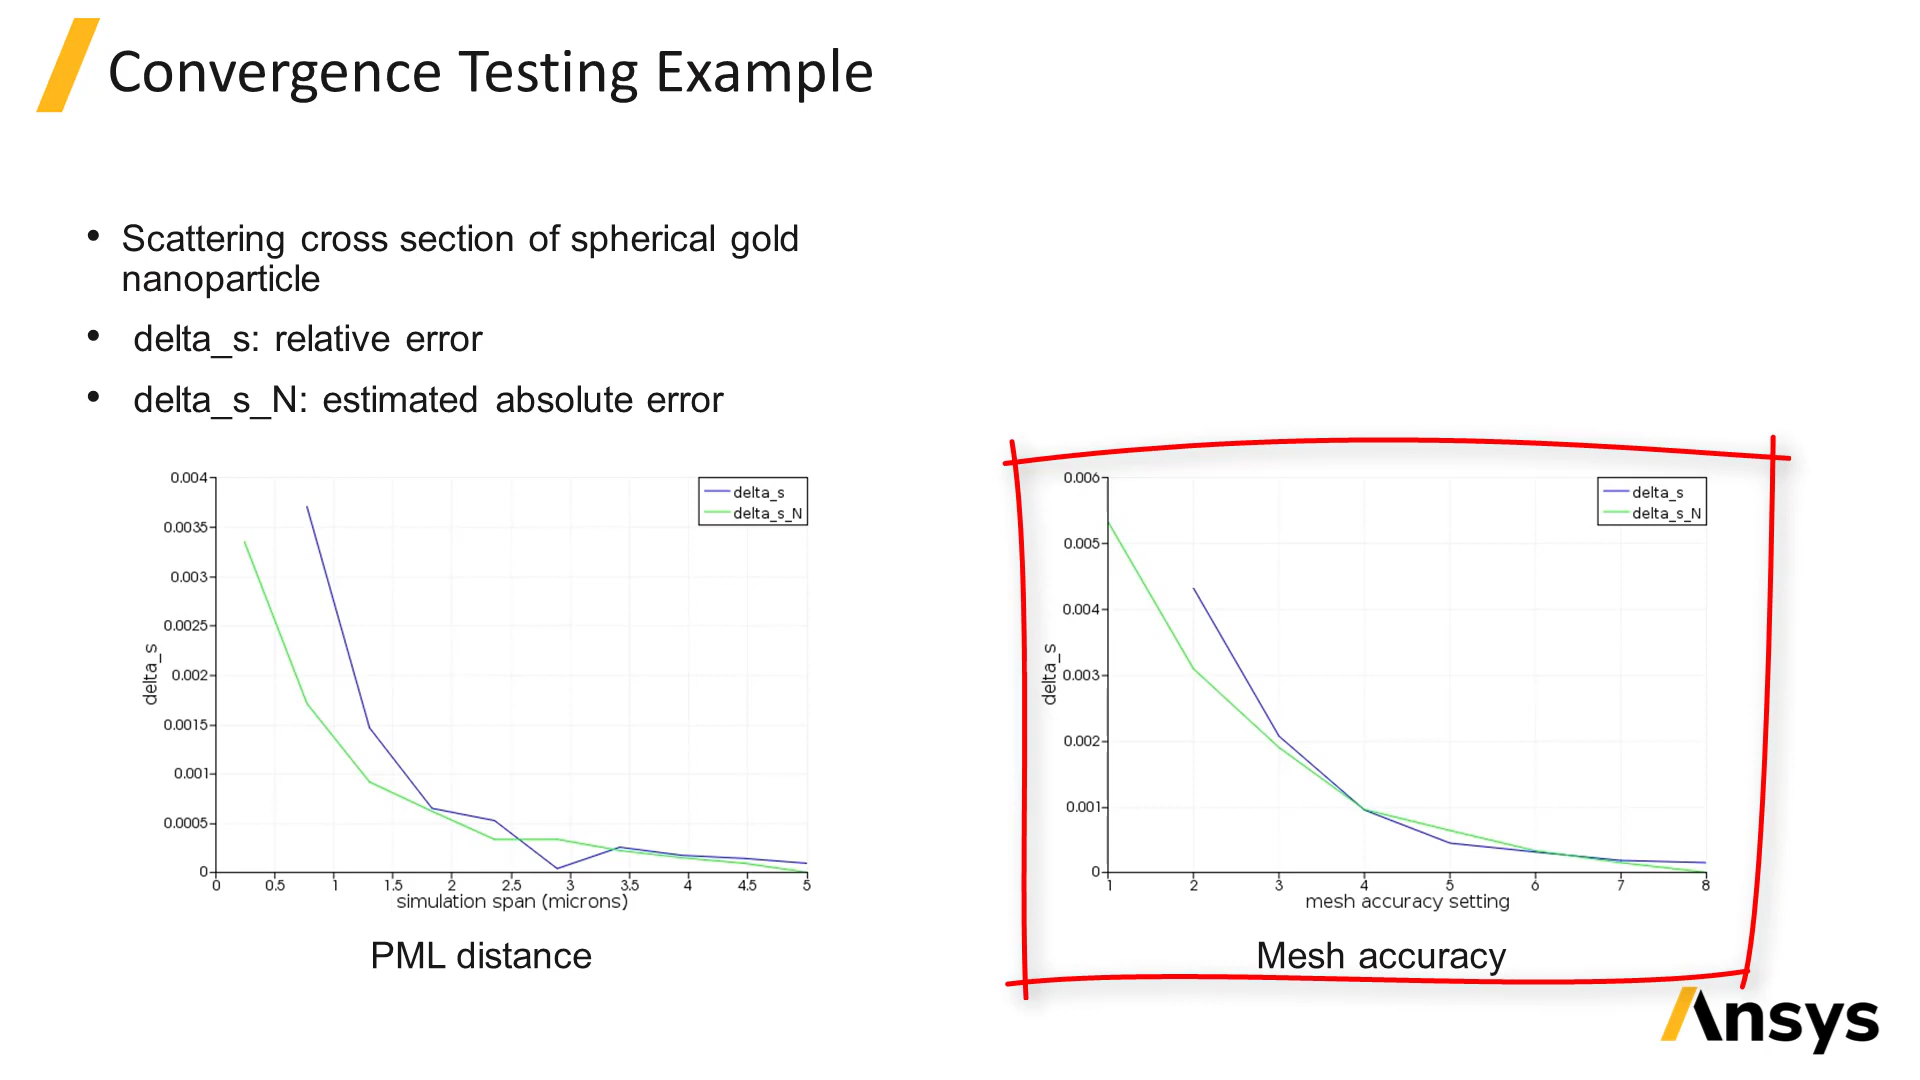 Convergence Testing Example
• Scattering cross section of spherical gold
nanoparticle
• delta_s: relative error
• delta_s_N: estimated absolute error
0.004
0.0035
0.003
0.0025
0.002
0.0015
0.001
0.0005
0
delta_s
delta_s
delta_s_N
0 0.5 1 1.5 2 2.5 3 3.5 4 4.5 5
simulation span (microns)
PML distance
0.006
0.005
0.004
0.003
0.002
0.001
0
delta_s
delta_s
delta_s_N
1 2 3 4 5 6 7 8
mesh accuracy setting
Mesh accuracy
Ansys